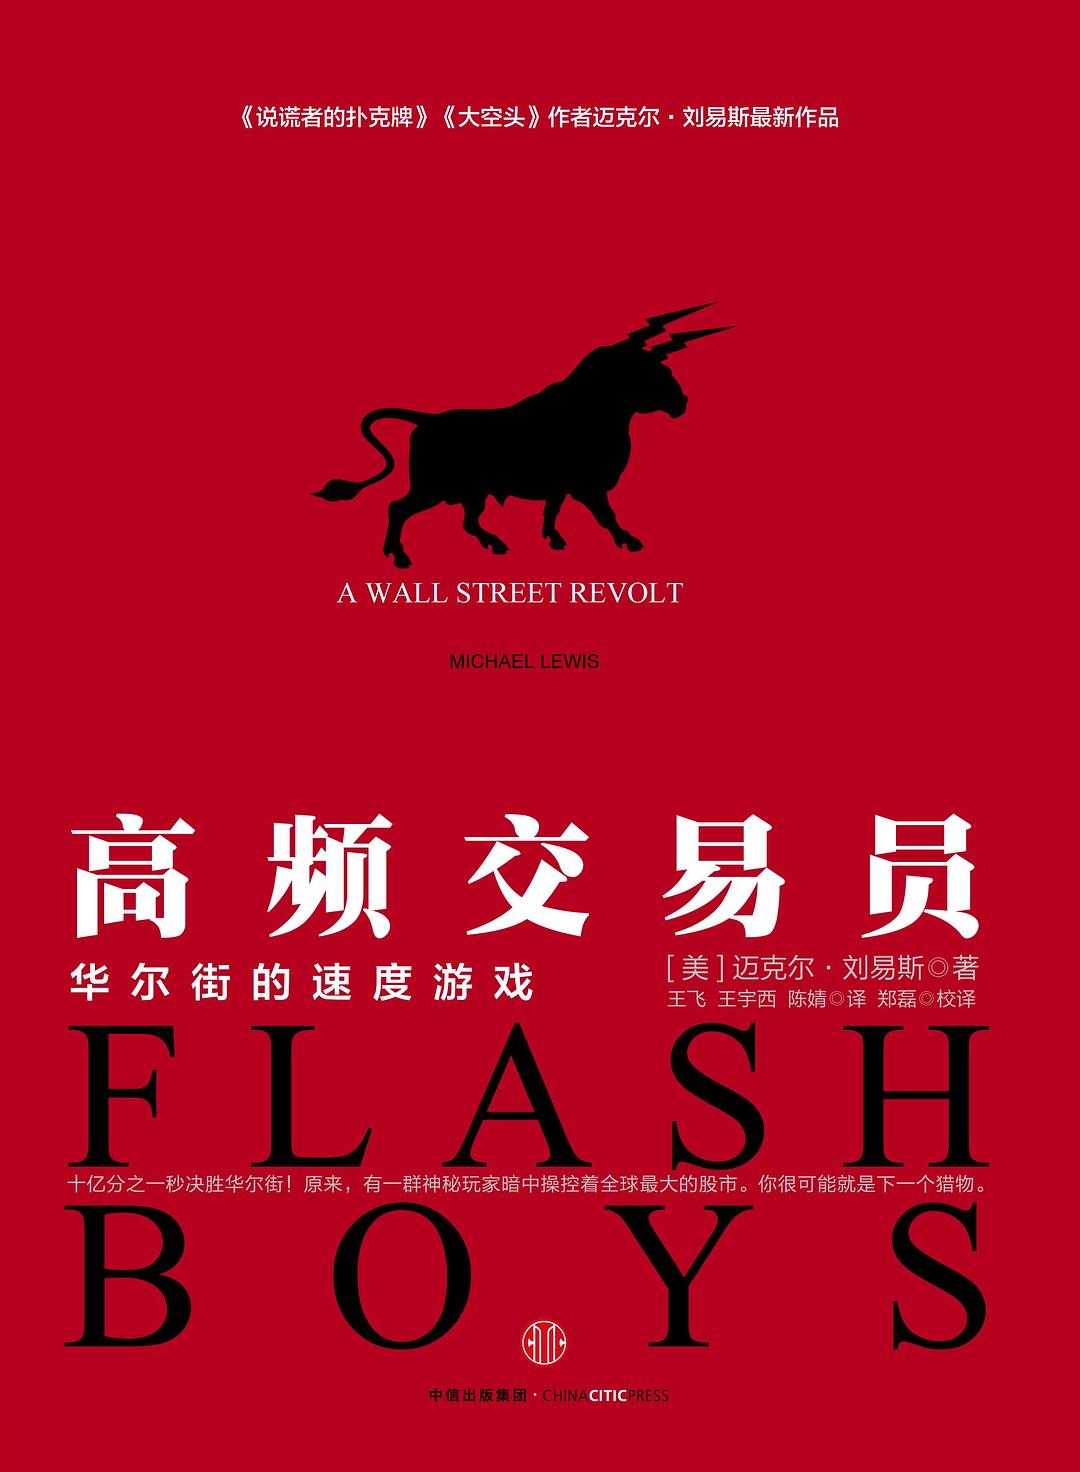 《说谎者的扑克牌》《大空头》作者迈克尔·刘易斯最新作品
A WALL STREET REVOLT
MICHAEL LEWIS
高频交易员
华尔街的速度游戏
[美]迈克尔·刘易斯◎著
王飞 王宇西 陈婧◎译 郑磊◎校译
FLASH
十亿分之一秒决胜华尔街！原来，有一群神秘玩家暗中操控着全球最大的股市。你很可能就是下一个猎物。
BOYS
中信出版集团·CHINACITICPRESS